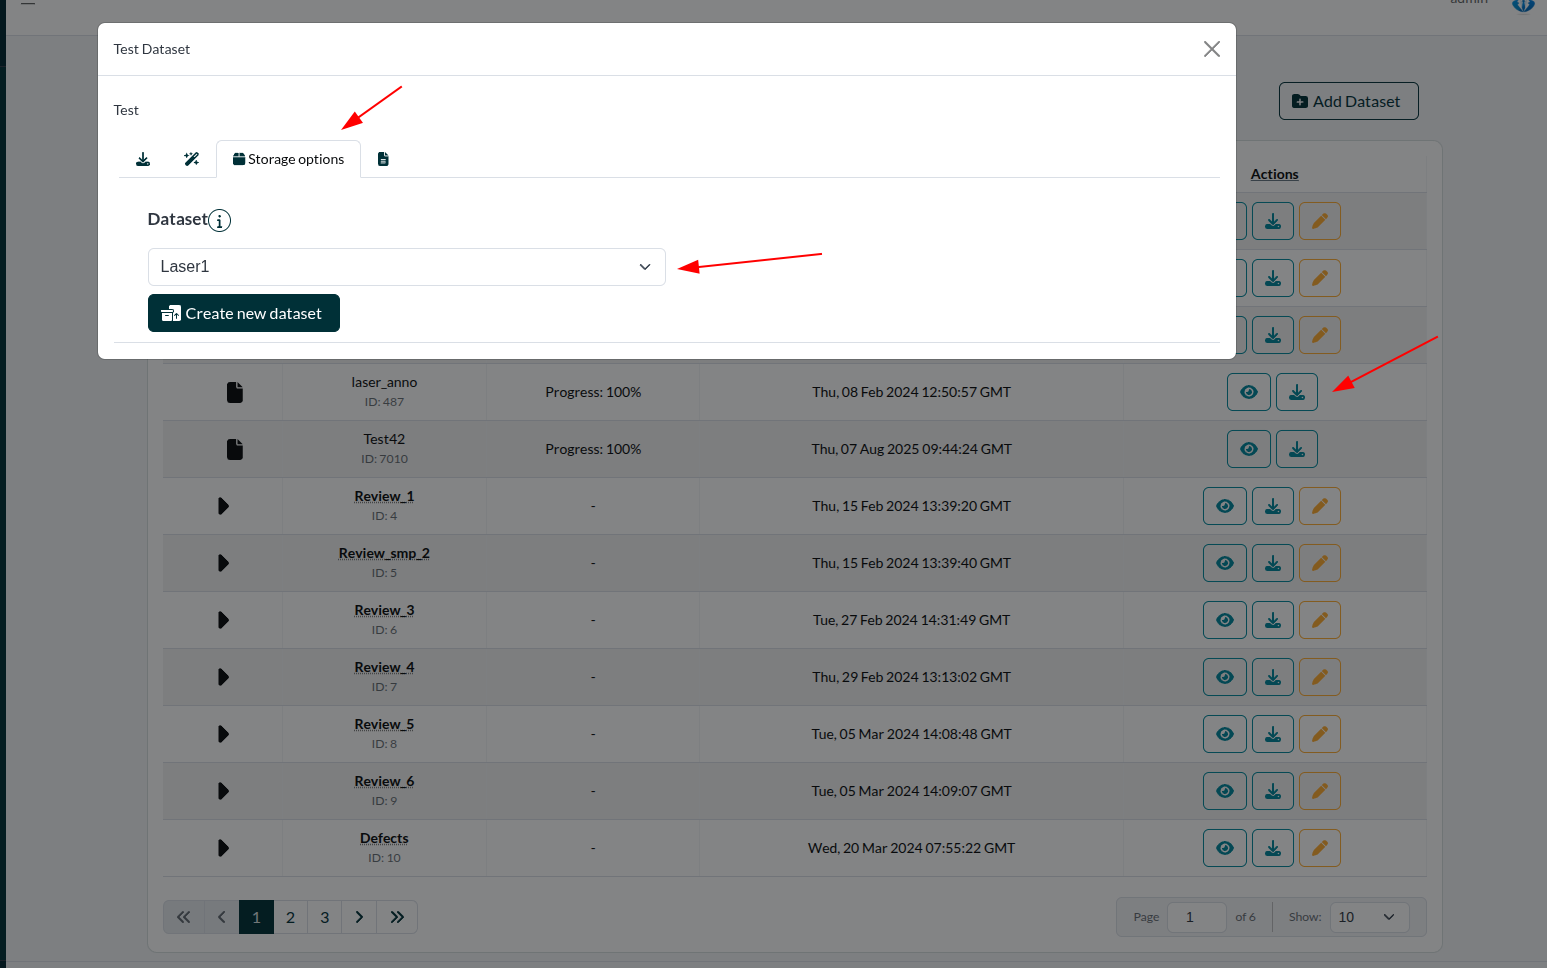 admin
Test Dataset
Test
Add Dataset
Storage options
Actions
Dataset
Laser1
Create new dataset
laser_anno
ID: 487
Progress: 100%
Thu, 08 Feb 2024 12:50:57 GMT
Test42
ID: 7010
Progress: 100%
Thu, 07 Aug 2025 09:44:24 GMT
Review_1
ID: 4
-
Thu, 15 Feb 2024 13:39:20 GMT
Review_smp_2
ID: 5
-
Thu, 15 Feb 2024 13:39:40 GMT
Review_3
ID: 6
-
Tue, 27 Feb 2024 14:31:49 GMT
Review_4
ID: 7
-
Thu, 29 Feb 2024 13:13:02 GMT
Review_5
ID: 8
-
Tue, 05 Mar 2024 14:08:48 GMT
Review_6
ID: 9
-
Tue, 05 Mar 2024 14:09:07 GMT
Defects
ID: 10
-
Wed, 20 Mar 2024 07:55:22 GMT
1 2 3
Page 1 of 6 Show: 10